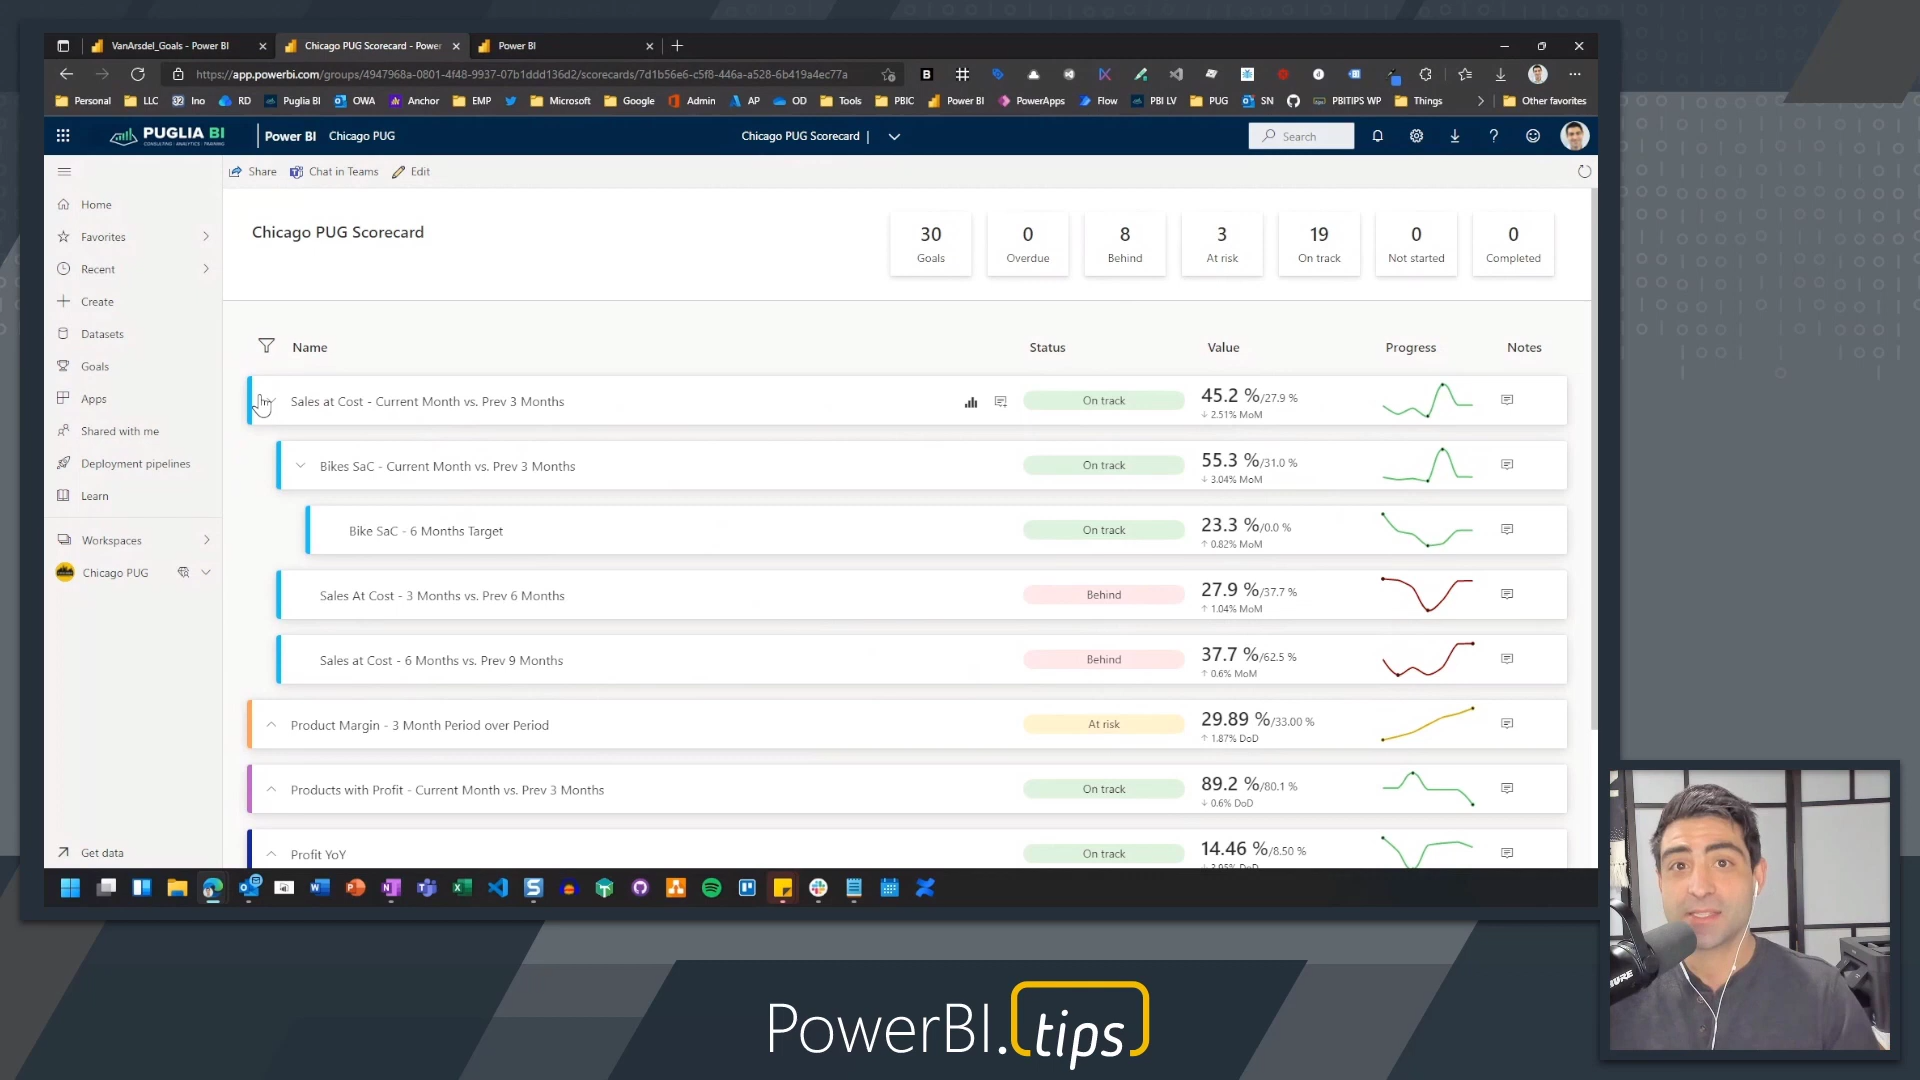 VanArsdel_Goals - Power BI
Chicago PUG Scorecard - Power
Power BI
https://app.powerbi.com/groups/4947968a-0801-4f48-9937-07b1ddd136d2/scorecards/7d1b56e6-c5f8-446a-a528-6b419a4ec77a
Personal LLC Ino RD Puglia BI OWA Anchor EMP Microsoft Google Admin AP OD Tools PBIC Power BI PowerApps Flow PBI LV PUG SN PBITIPS WP Things Other favorites
PUGLIA BI
CONSULTING · ANALYTICS · TRAINING
Power BI Chicago PUG
Chicago PUG Scorecard |
Search
Share Chat in Teams Edit
Home
Favorites
Recent
Create
Datasets
Goals
Apps
Shared with me
Deployment pipelines
Learn
Workspaces
Chicago PUG
Get data
Chicago PUG Scorecard
30
Goals
0
Overdue
8
Behind
3
At risk
19
On track
0
Not started
0
Completed
Name Status Value Progress Notes
Sales at Cost - Current Month vs. Prev 3 Months On track 45.2 %/27.9 %
↓ 2.51% MoM
Bikes SaC - Current Month vs. Prev 3 Months On track 55.3 %/31.0 %
↓ 3.04% MoM
Bike SaC - 6 Months Target On track 23.3 %/0.0 %
↑ 0.82% MoM
Sales At Cost - 3 Months vs. Prev 6 Months Behind 27.9 %/37.7 %
↑ 1.04% MoM
Sales at Cost - 6 Months vs. Prev 9 Months Behind 37.7 %/62.5 %
↑ 0.6% MoM
Product Margin - 3 Month Period over Period At risk 29.89 %/33.00 %
↑ 1.87% DoD
Products with Profit - Current Month vs. Prev 3 Months On track 89.2 %/80.1 %
↓ 0.6% DoD
Profit YoY On track 14.46 %/8.50 %
PowerBI.tips